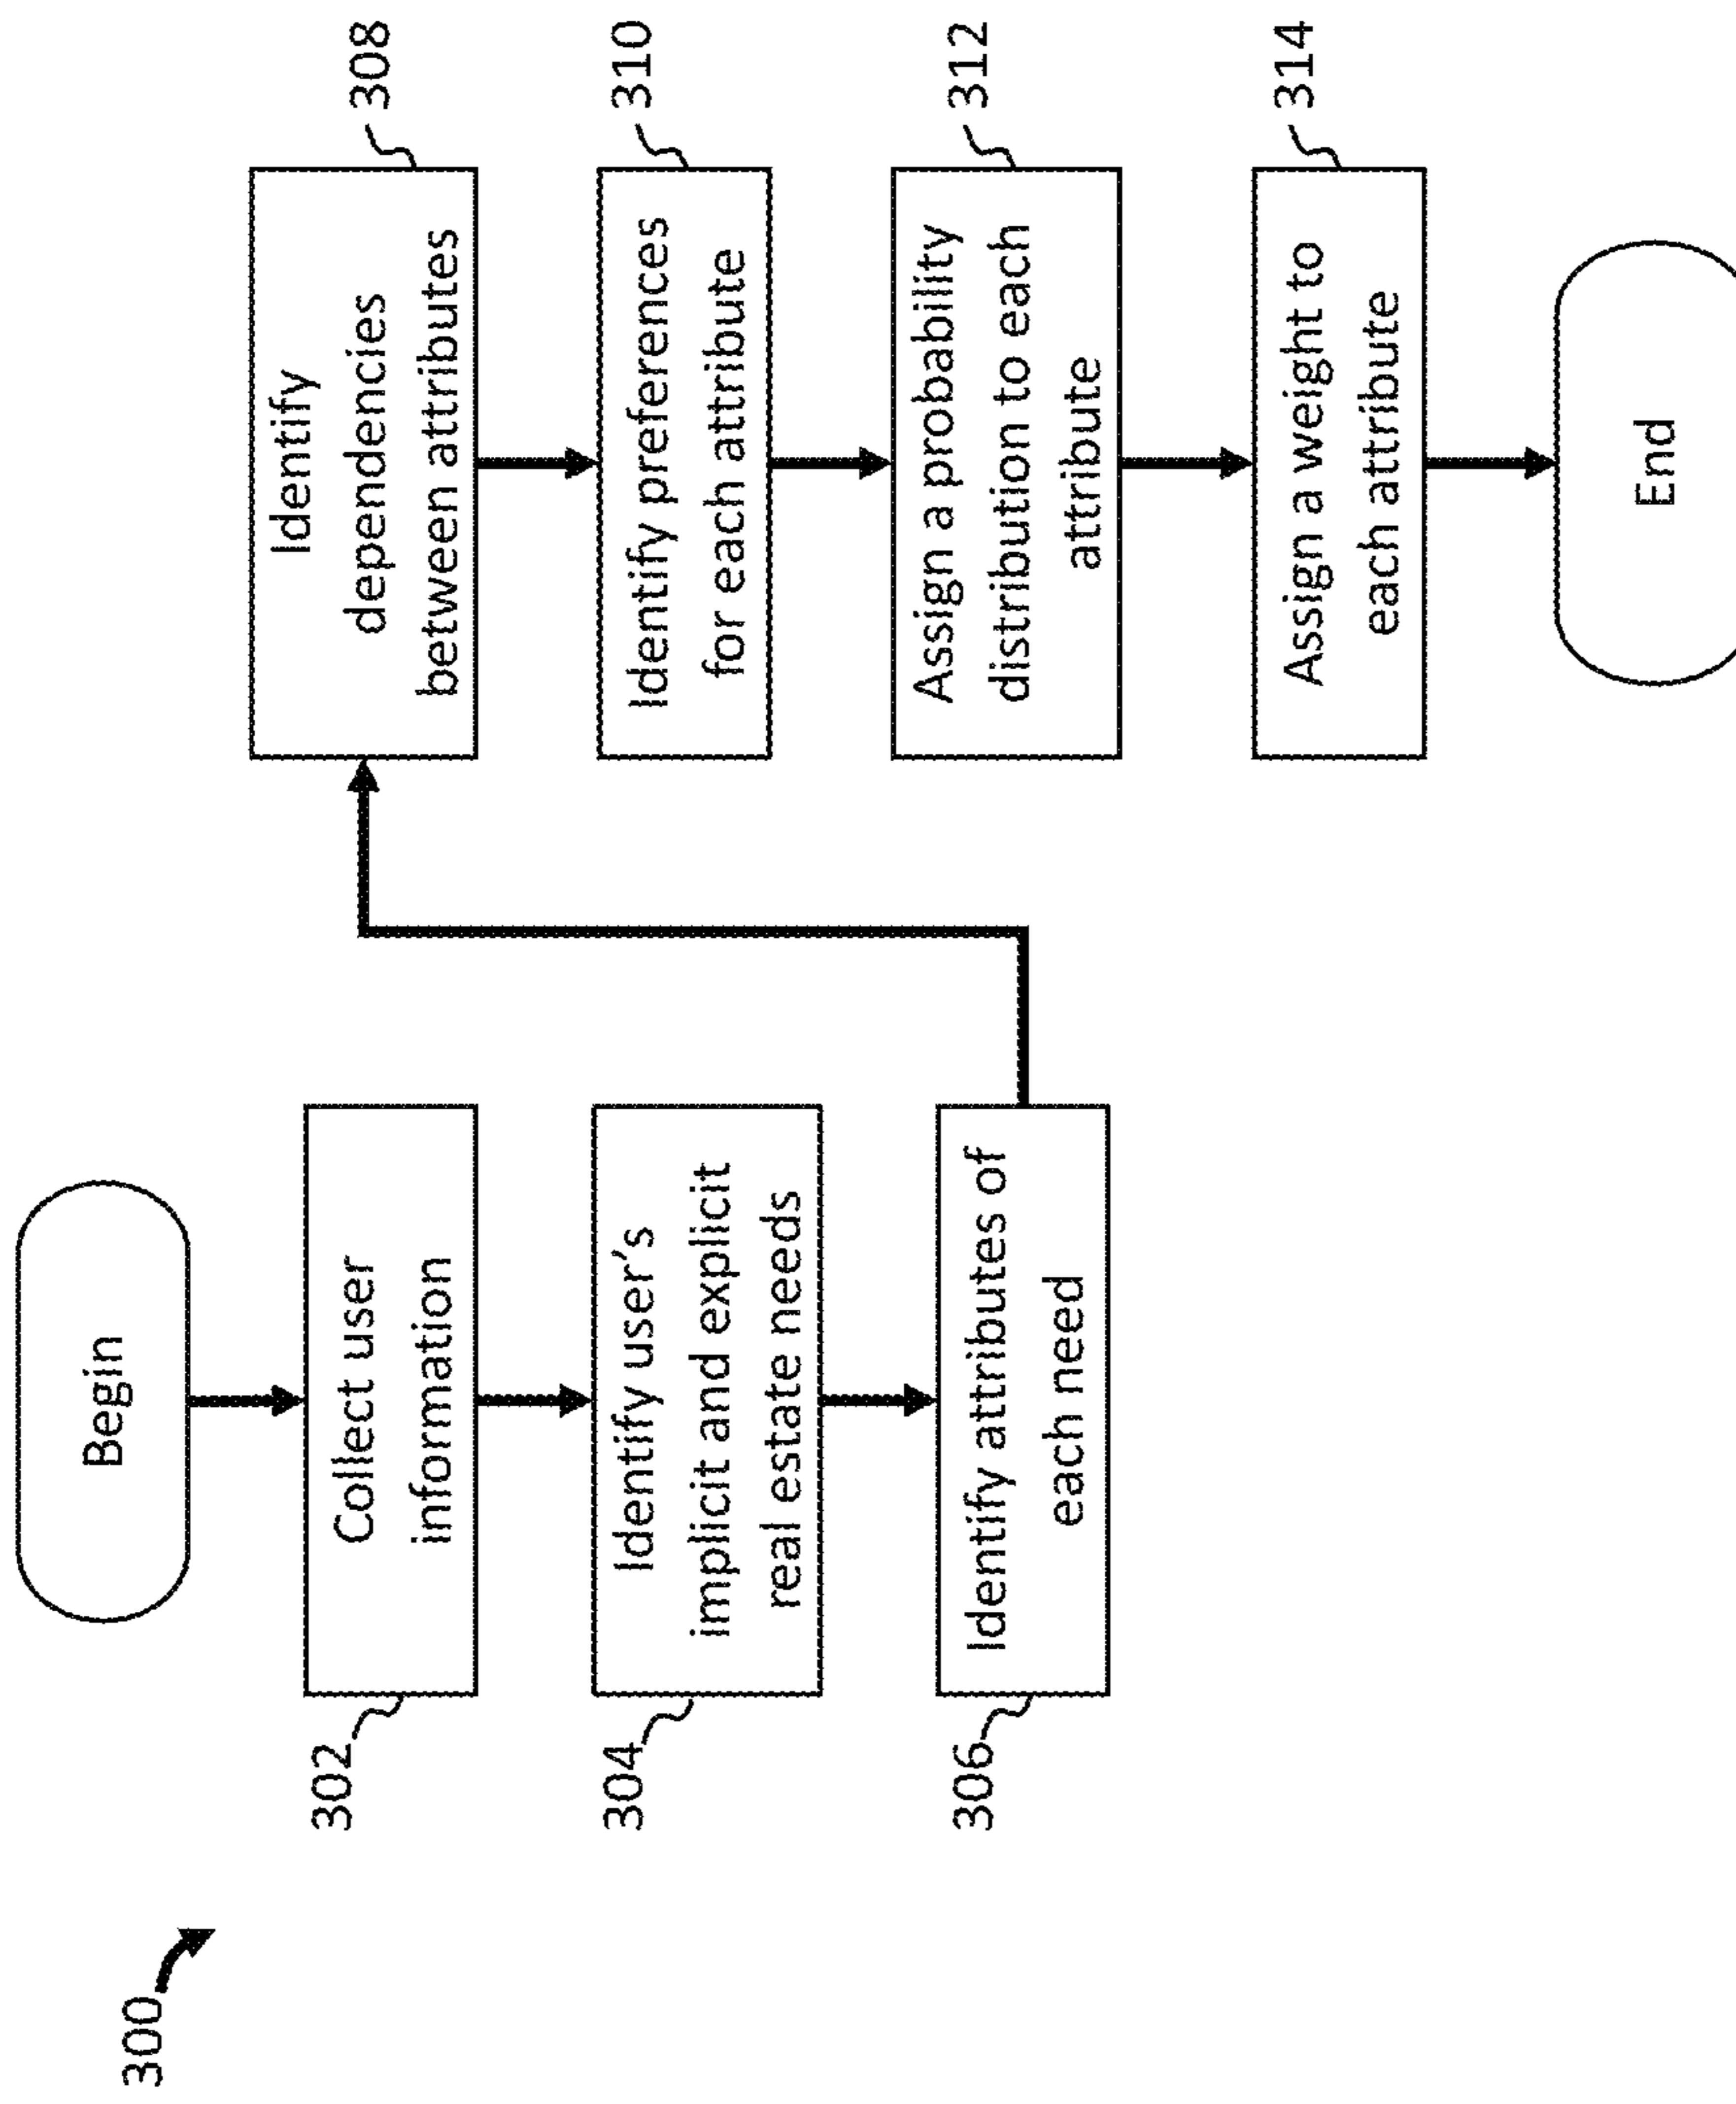 300
Begin
302
Collect user
information
304
Identify user's
implicit and explicit
real estate needs
306
Identify attributes of
each need
308
Identify
dependencies
between attributes
310
Identify preferences
for each attribute
312
Assign a probability
distribution to each
attribute
314
Assign a weight to
each attribute
End